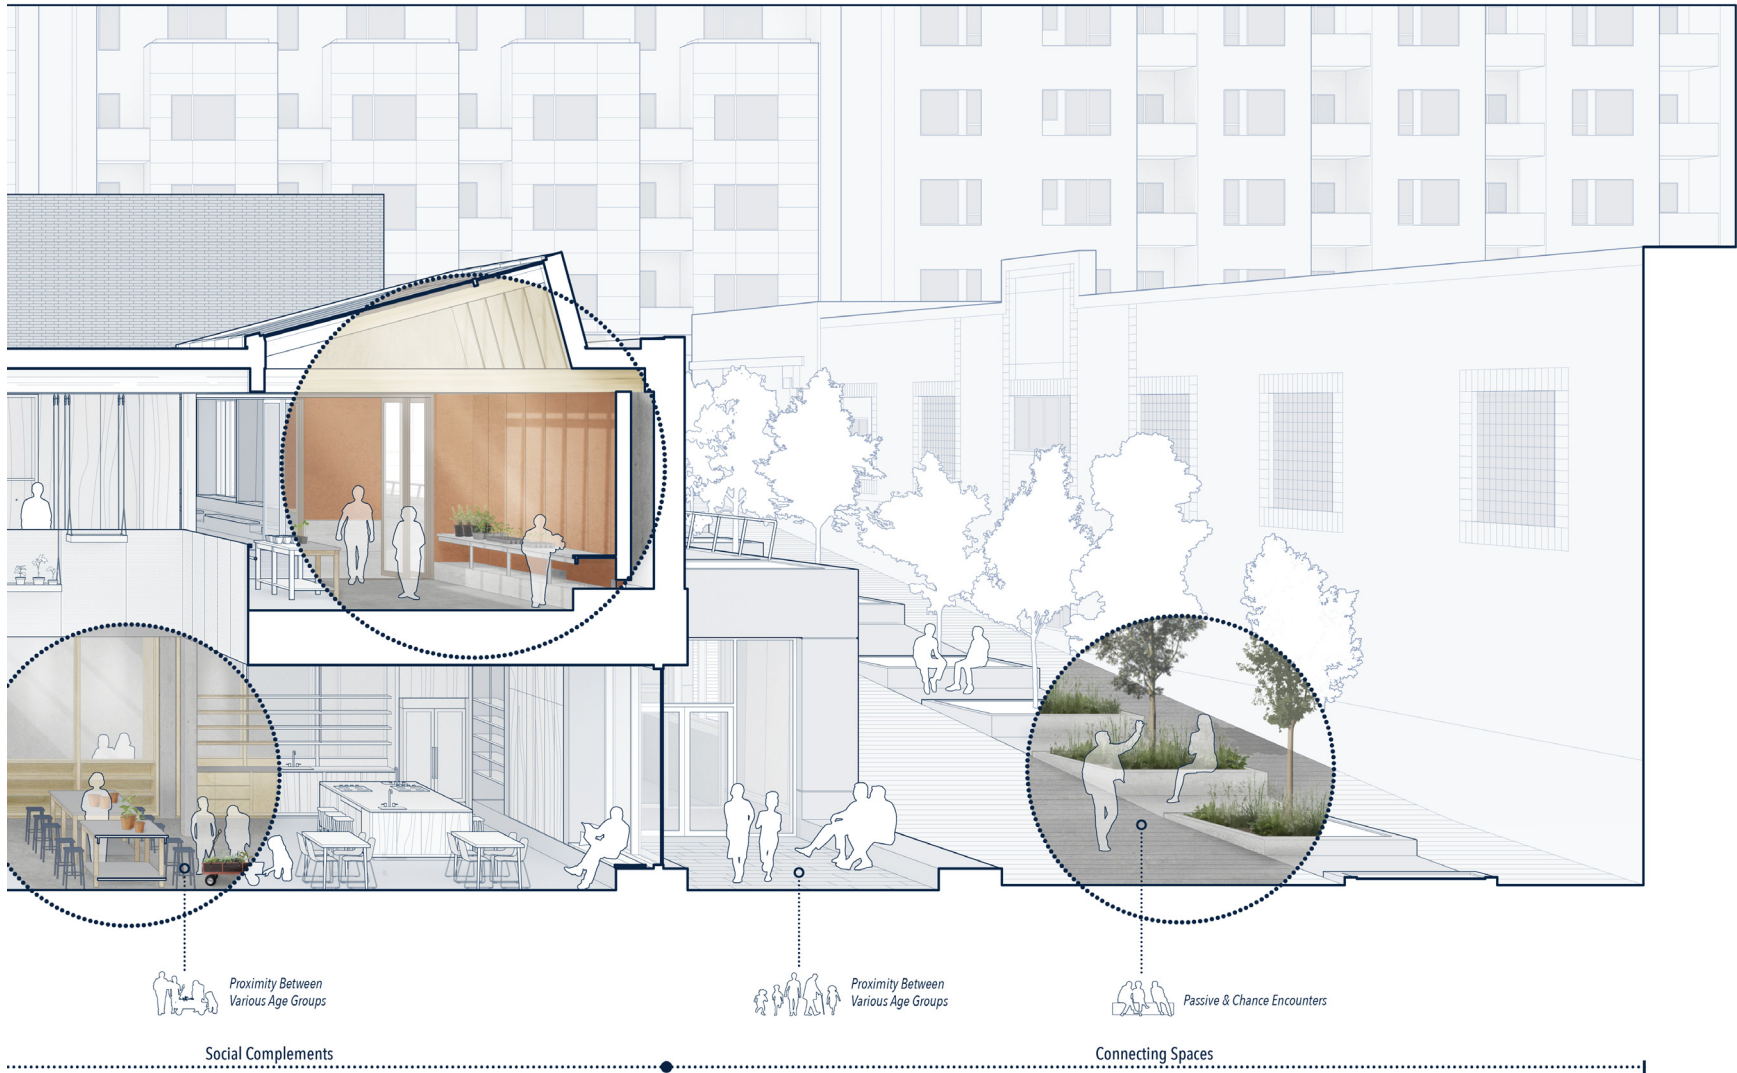 Proximity Between
Various Age Groups
Proximity Between
Various Age Groups
Passive & Chance Encounters
Social Complements
Connecting Spaces